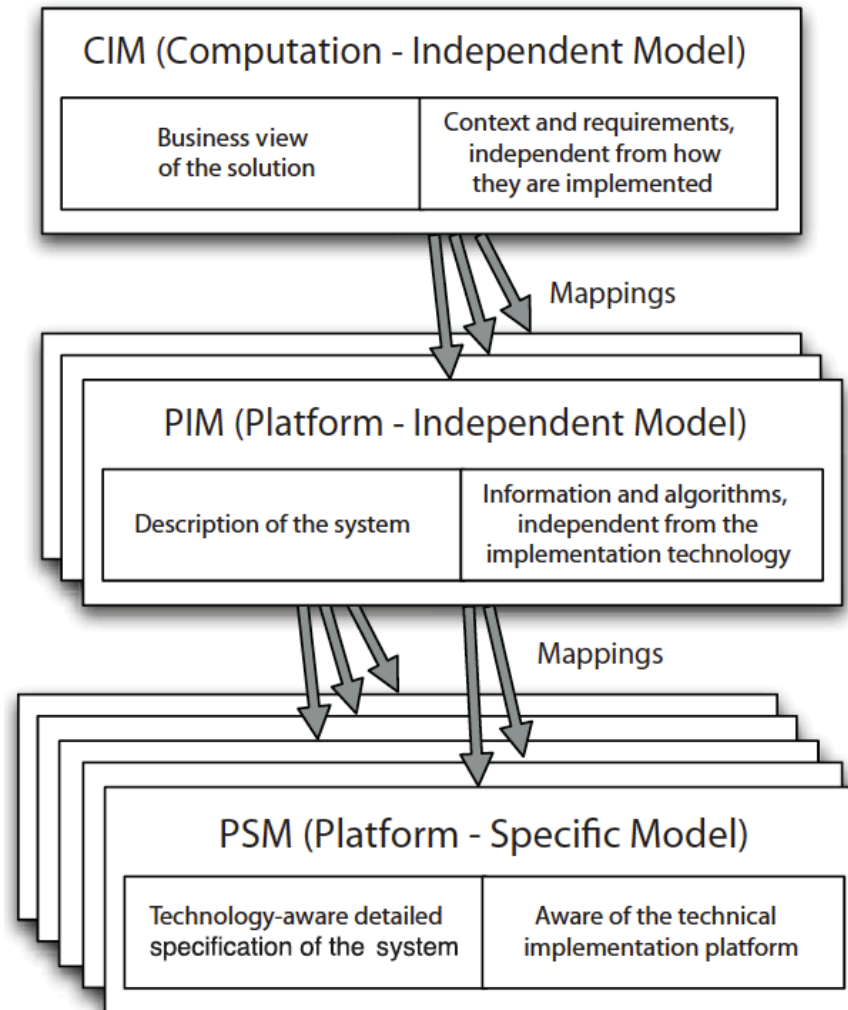 CIM (Computation - Independent Model)
Business view
of the solution
Context and requirements,
independent from how
they are implemented
Mappings
PIM (Platform - Independent Model)
Description of the system
Information and algorithms,
independent from the
implementation technology
Mappings
PSM (Platform - Specific Model)
Technology-aware detailed
specification of the system
Aware of the technical
implementation platform